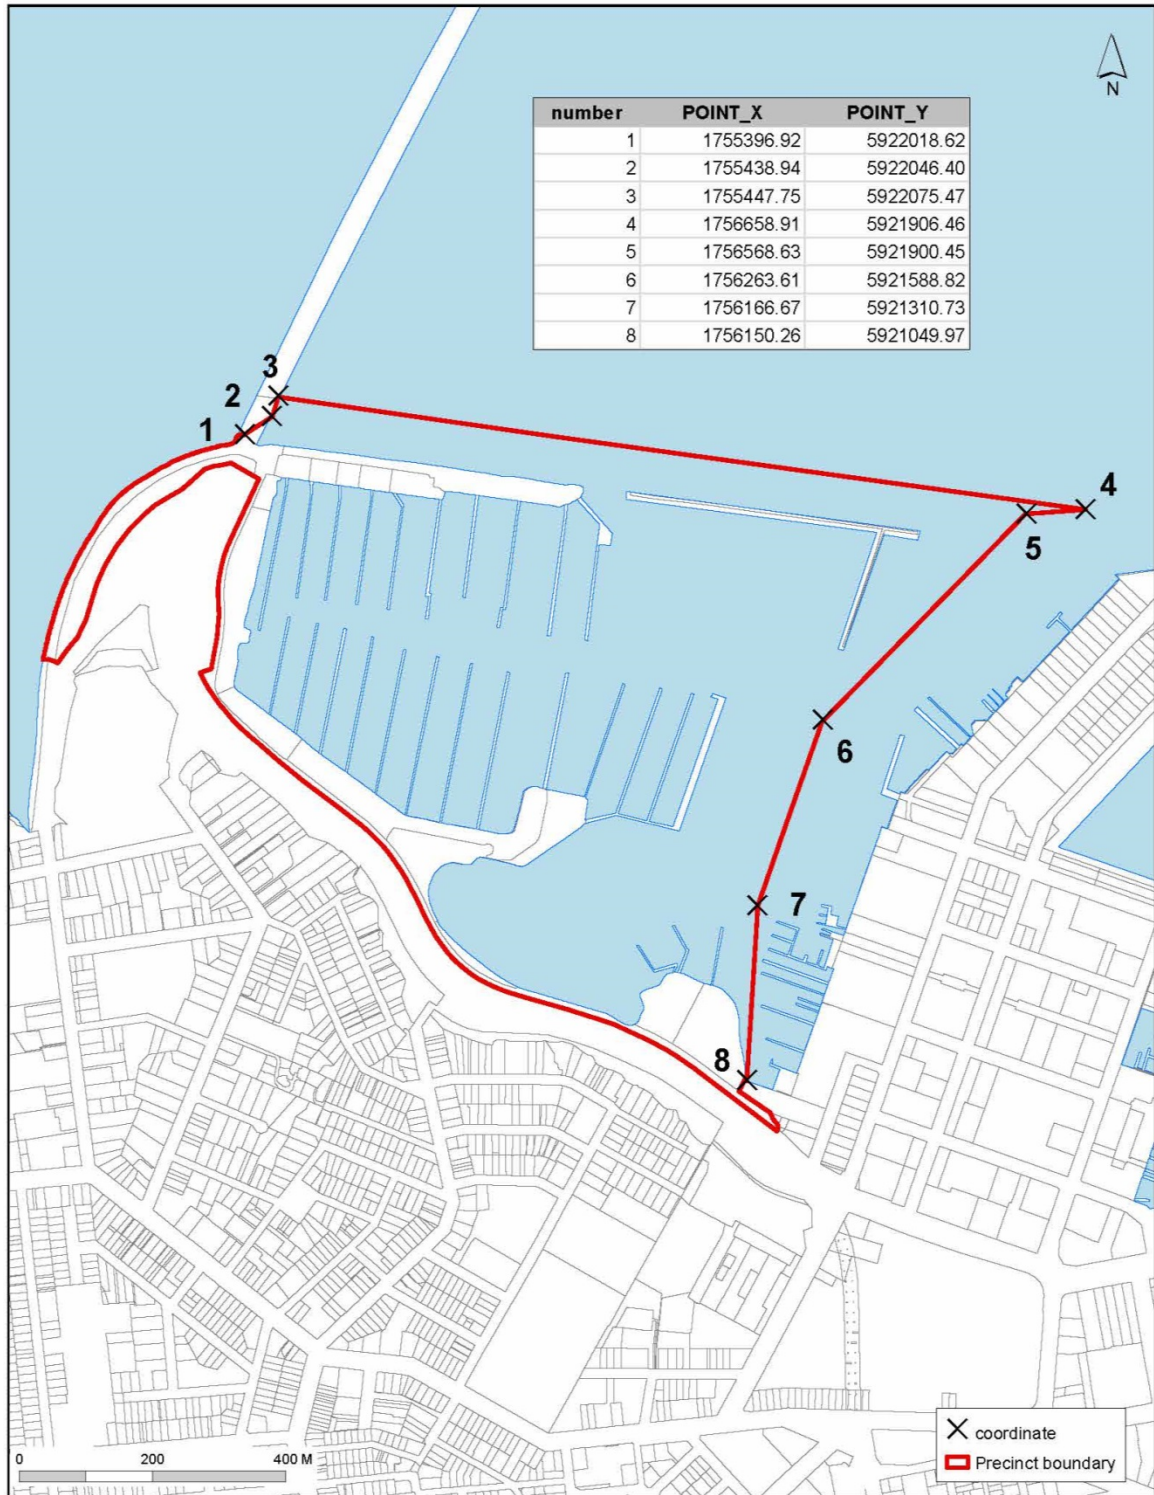 N
number POINT_X POINT_Y
1 1755396.92 5922018.62
2 1755438.94 5922046.40
3 1755447.75 5922075.47
4 1756658.91 5921906.46
5 1756568.63 5921900.45
6 1756263.61 5921588.82
7 1756166.67 5921310.73
8 1756150.26 5921049.97
3
2
1
4
5
6
7
8
coordinate
Precinct boundary
0 200 400 M